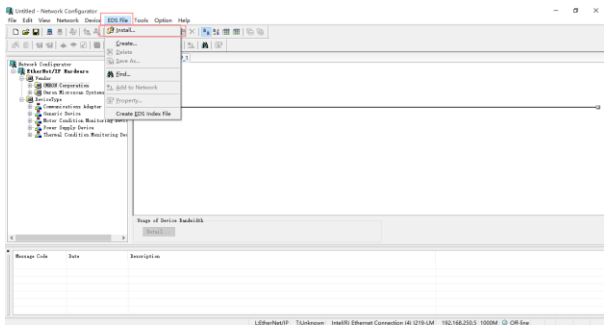 Untitled - Network Configurator
File Edit View Network Device EDS File Tools Option Help
Install...
Create...
Delete
Save As...
Find...
Add to Network
Property...
Create EDS Index File
Network Configurator
EtherNet/IP Hardware
Vendor
OMRON Corporation
Omron Microscan Systems
DeviceType
Communications Adapter
Generic Device
Motor Condition Monitoring Devi
Power Supply Device
Thermal Condition Monitoring De
Usage of Device Bandwidth
Detail...
Message Code Date Description
L:EtherNet/IP T:Unknown Intel(R) Ethernet Connection (4) I219-LM 192.168.250.5 1000M Off-line